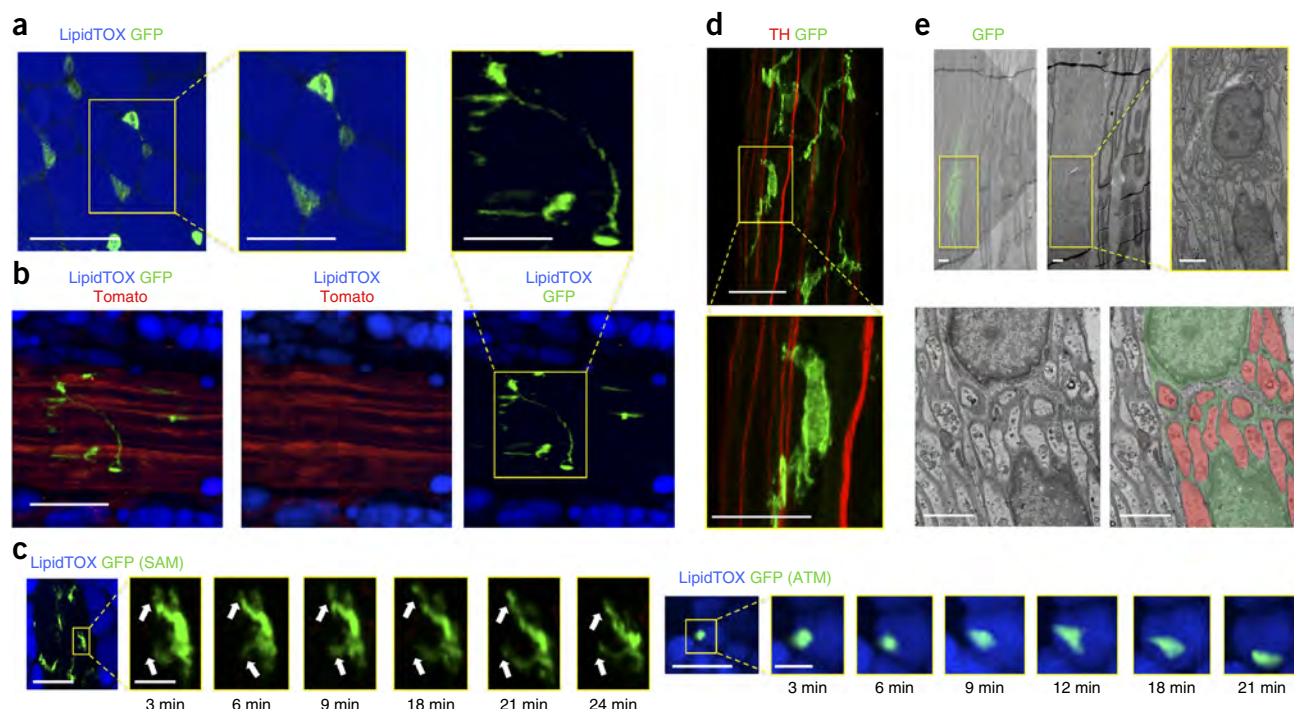 a
LipidTOX GFP
b
LipidTOX GFP
Tomato
LipidTOX
Tomato
LipidTOX
GFP
c
LipidTOX GFP (SAM)
3 min
6 min
9 min
18 min
21 min
24 min
LipidTOX GFP (ATM)
3 min
6 min
9 min
12 min
18 min
21 min
d
TH GFP
e
GFP